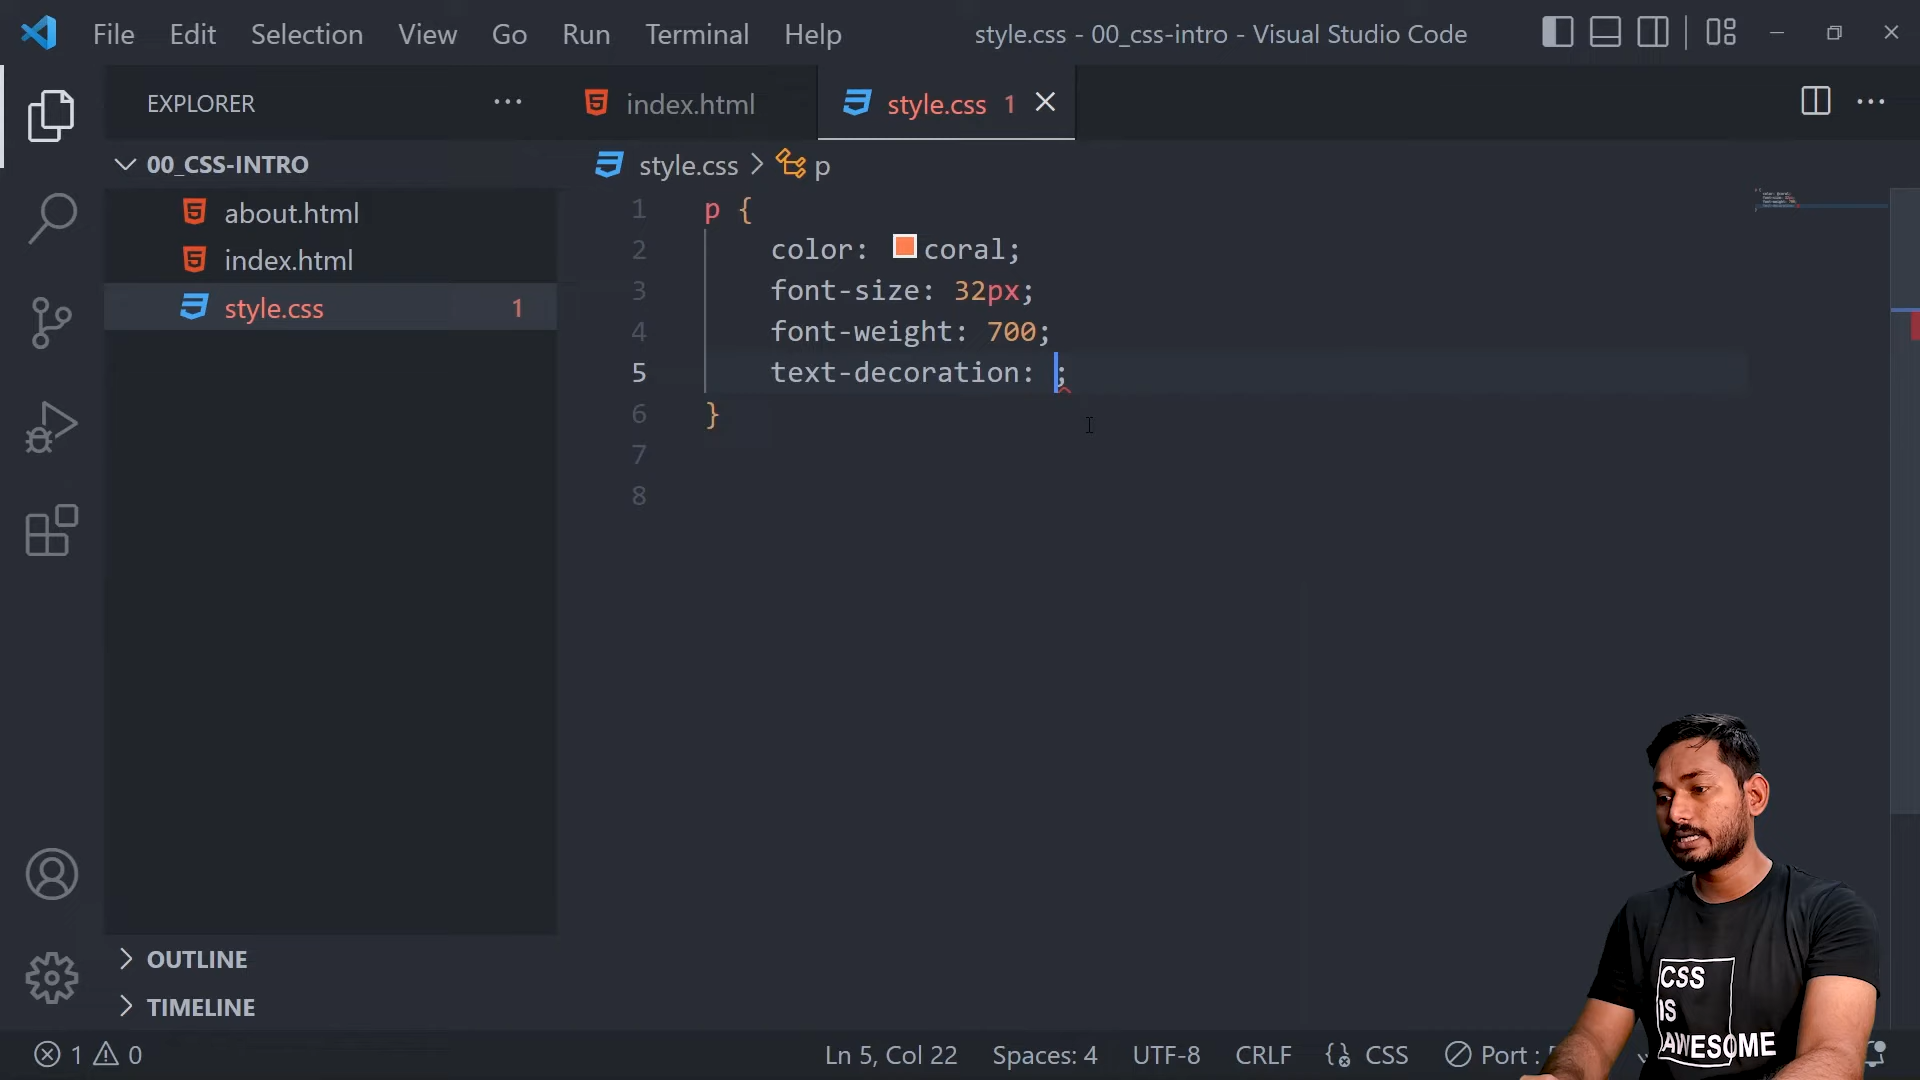 File Edit Selection View Go Run Terminal Help style.css - 00_css-intro - Visual Studio Code
EXPLORER
index.html
style.css 1
00_CSS-INTRO
about.html
index.html
style.css 1
style.css > p
1 p {
2 color: coral;
3 font-size: 32px;
4 font-weight: 700;
5 text-decoration: ;
6 }
7
8
OUTLINE
TIMELINE
CSS
IS
AWESOME
1 0 Ln 5, Col 22 Spaces: 4 UTF-8 CRLF CSS Port :